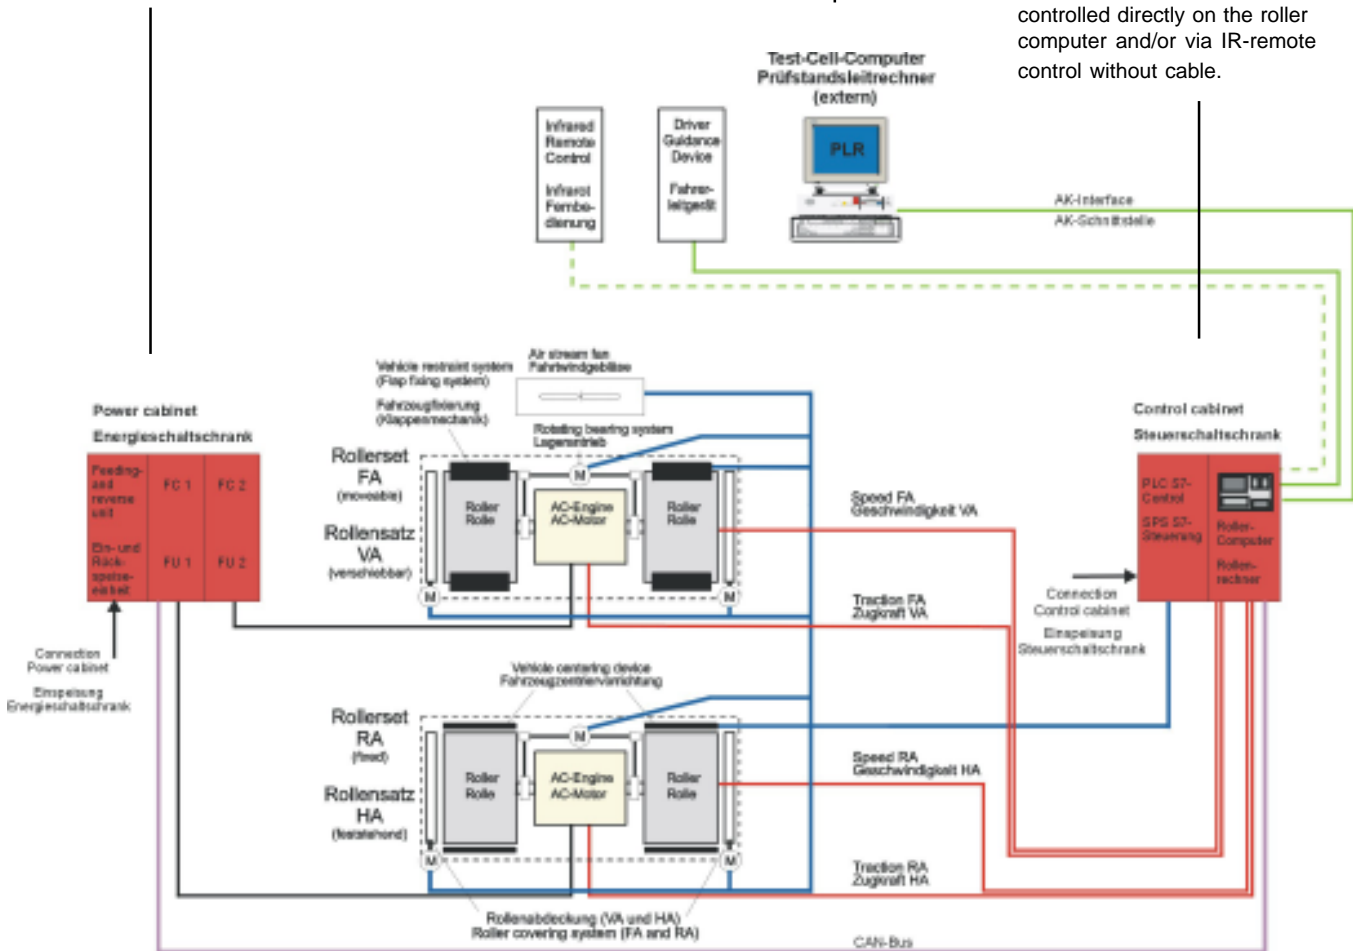 controlled directly on the roller
computer and/or via IR-remote
control without cable.
Test-Cell-Computer
Prüfstandsleitrechner
(extern)
Infrared
Remote
Control
Infrarot
Fernbe-
dienung
Driver
Guidance
Device
Fahrer-
leitgerät
PLR
AK-Interface
AK-Schnittstelle
Air stream fan
Fahrtwindgebläse
Vehicle restraint system
(Flap fixing system)
Fahrzeugfixierung
(Klappenmechanik)
Rotating bearing system
Lagerantrieb
Power cabinet
Energieschaltschrank
Feeding-
and
reverse
unit
Ein- und
Rück-
speise-
einheit
FC 1
FU 1
FC 2
FU 2
Connection
Power cabinet
Einspeisung
Energieschaltschrank
Rollerset
FA
(moveable)
Rollensatz
VA
(verschiebbar)
Roller
Rolle
M
AC-Engine
AC-Motor
Roller
Rolle
M
M
Speed FA
Geschwindigkeit VA
Traction FA
Zugkraft VA
Control cabinet
Steuerschaltschrank
PLC S7-
Control
SPS S7-
Steuerung
Roller-
Computer
Rollen-
rechner
Connection
Control cabinet
Einspeisung
Steuerschaltschrank
Vehicle centering device
Fahrzeugzentriervorrichtung
Rollerset
RA
(fixed)
Rollensatz
HA
(feststehend)
Roller
Rolle
M
AC-Engine
AC-Motor
Roller
Rolle
M
M
Speed RA
Geschwindigkeit HA
Traction RA
Zugkraft HA
Rollenabdeckung (VA und HA)
Roller covering system (FA and RA)
CAN-Bus